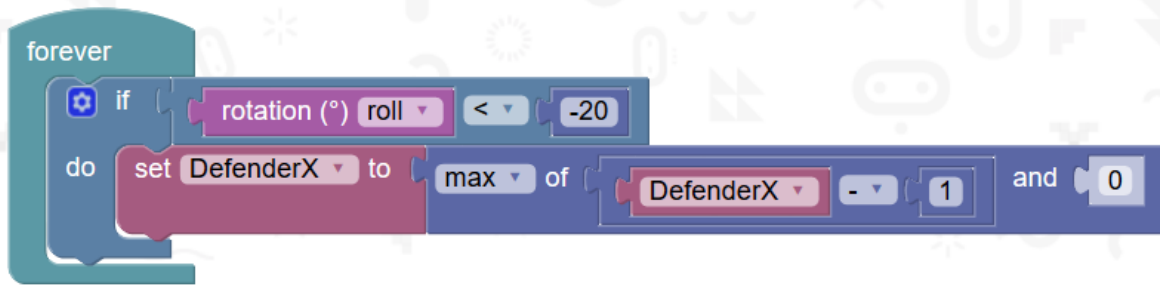 forever
if rotation (°) roll < -20
do set DefenderX to max of DefenderX - 1 and 0